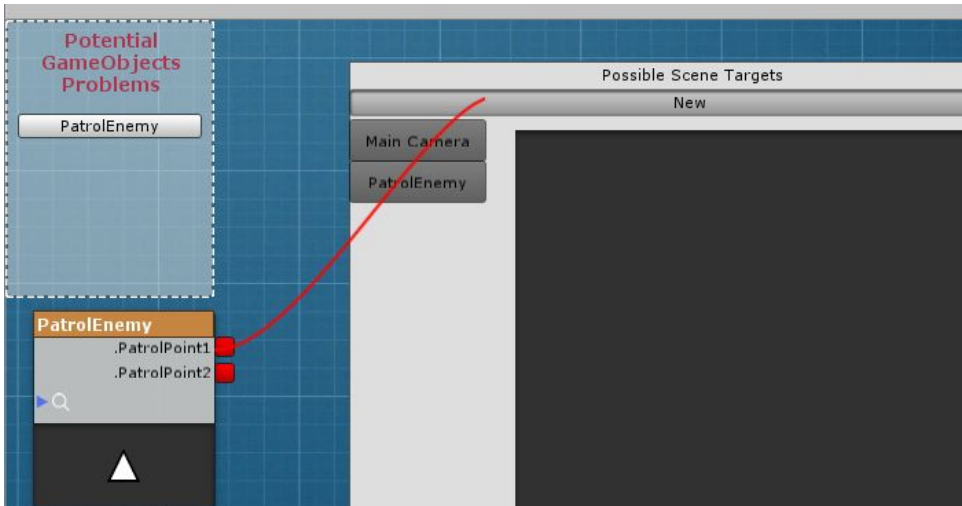 Potential
GameObjects
Problems
PatrolEnemy
Possible Scene Targets
New
Main Camera
PatrolEnemy
PatrolEnemy
.PatrolPoint1
.PatrolPoint2